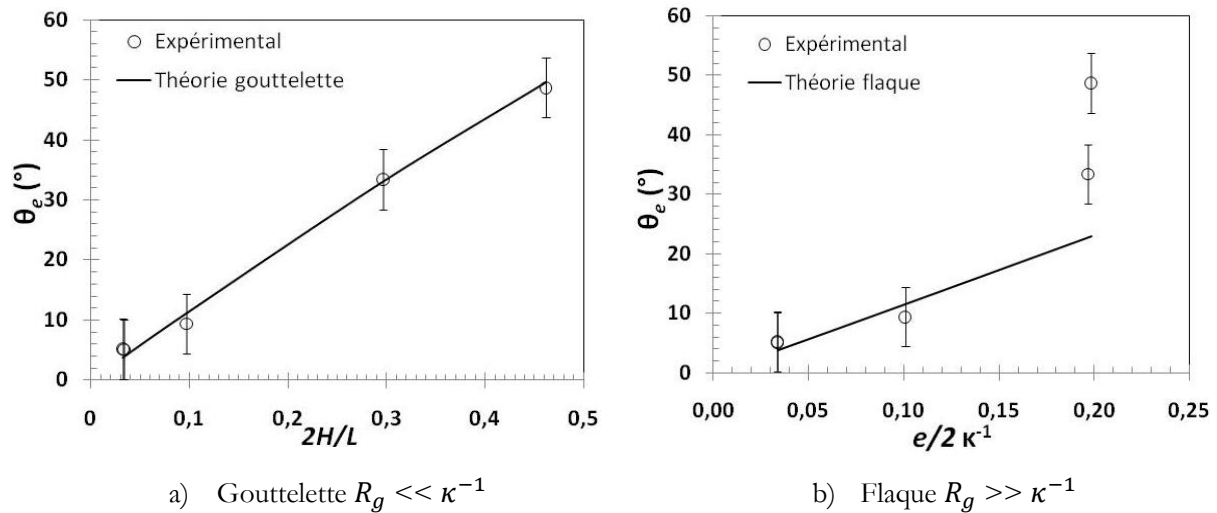 60
50
40
30
20
10
0
θe (°)
Expérimental
Théorie gouttelette
0
0,1
0,2
0,3
0,4
0,5
2H/L
a) Gouttelette Rg << κ⁻¹
60
50
40
30
20
10
0
θe (°)
Expérimental
Théorie flaque
0,00
0,05
0,10
0,15
0,20
0,25
e/2 κ⁻¹
b) Flaque Rg >> κ⁻¹